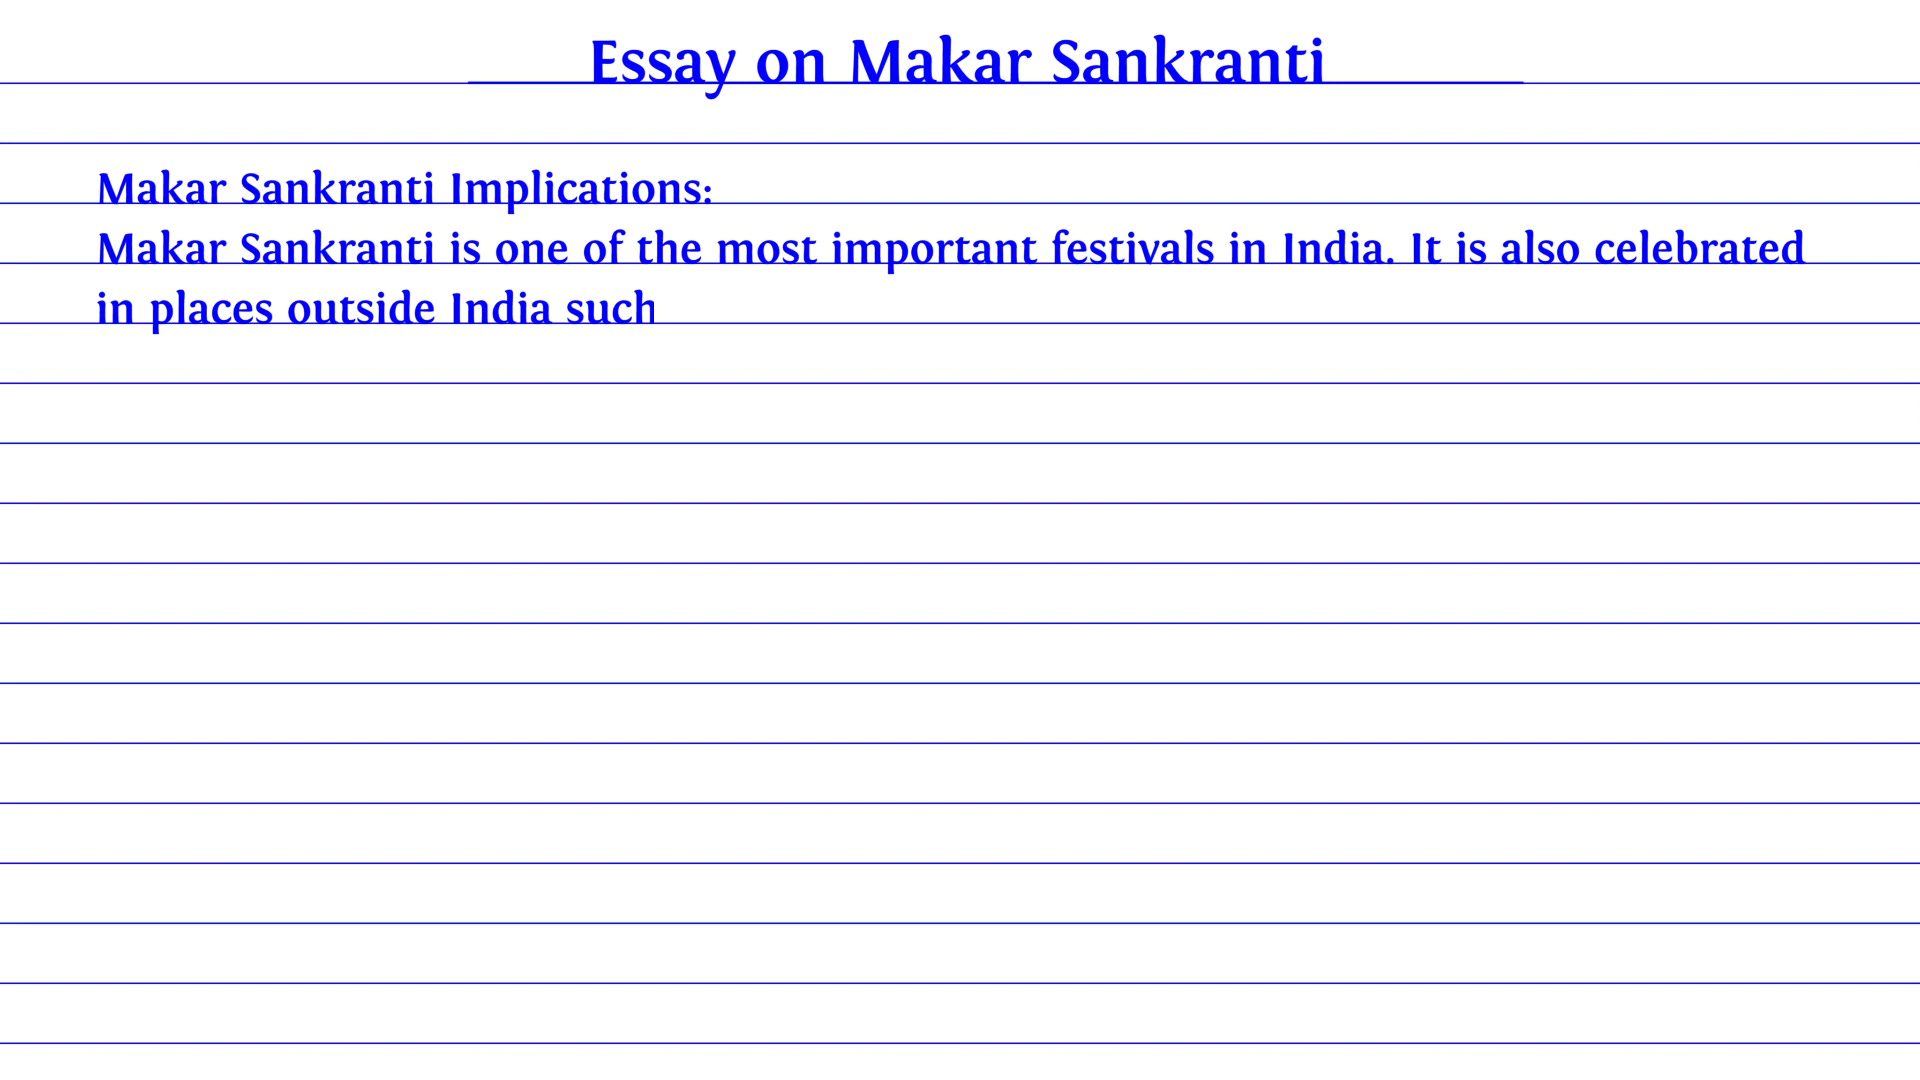 Essay on Makar Sankranti
Makar Sankranti Implications:
Makar Sankranti is one of the most important festivals in India. It is also celebrated
in places outside India such